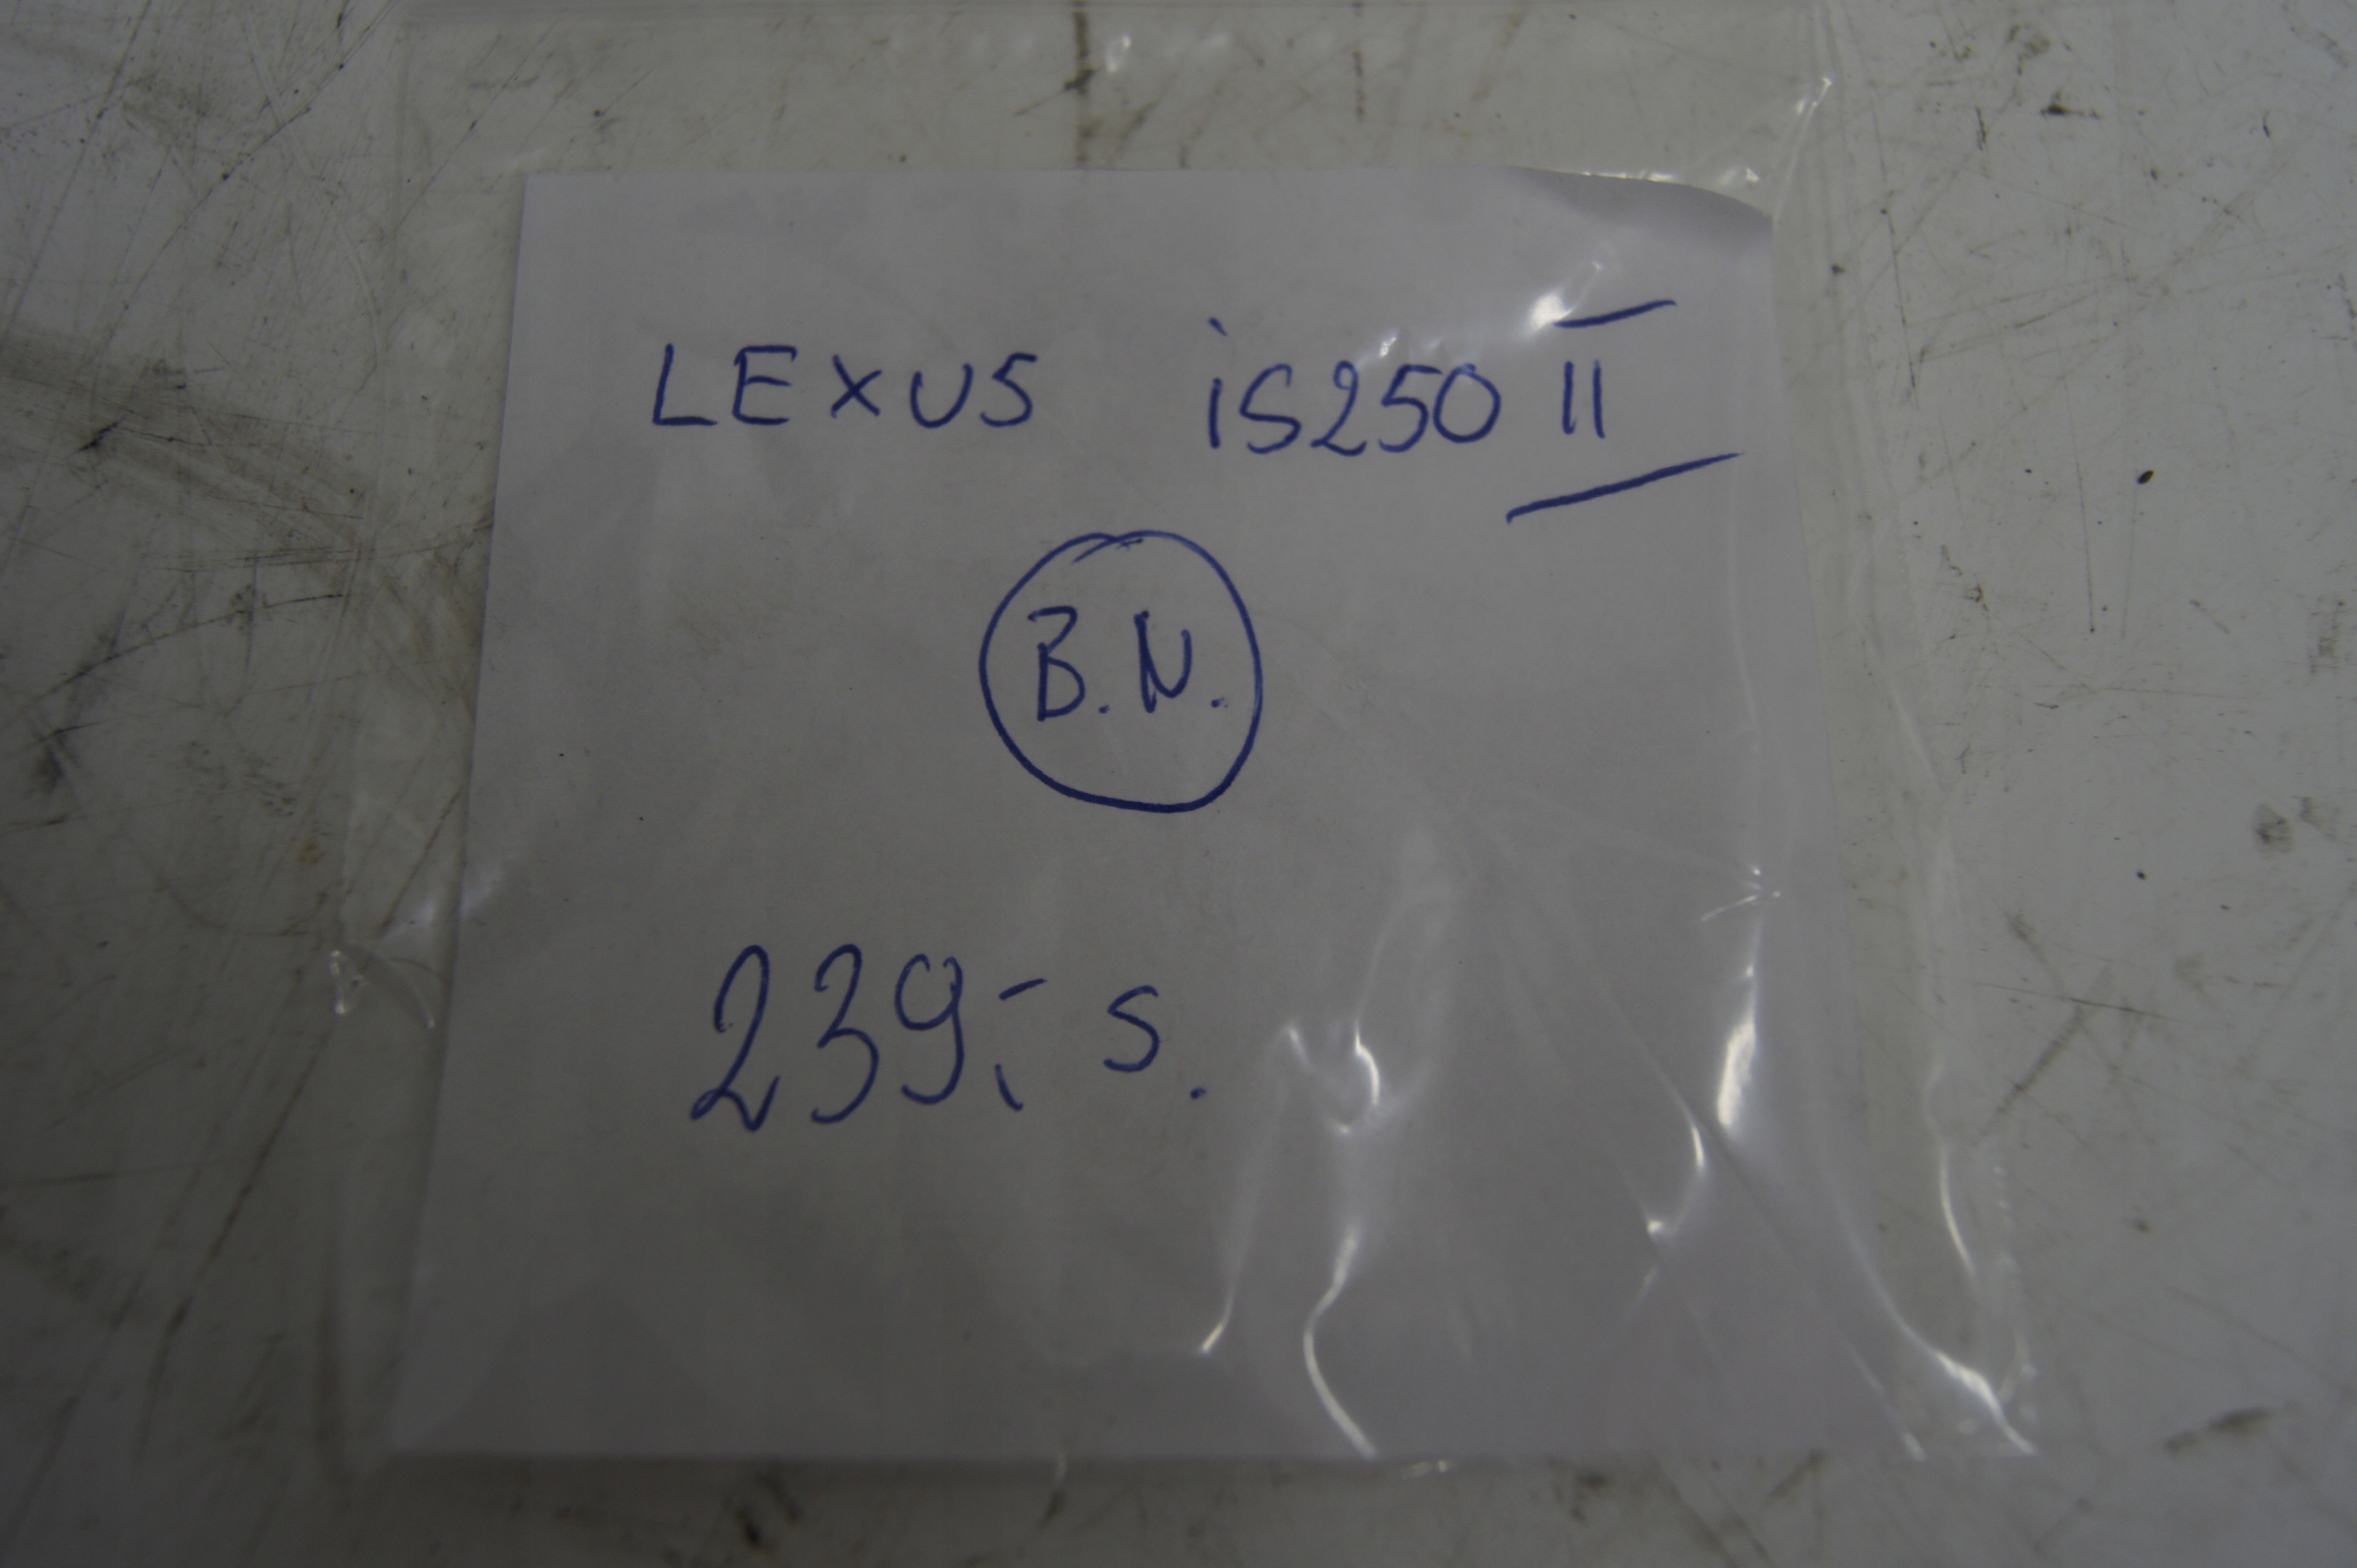 LEXUS iS250 II
B.N.
239,- s.